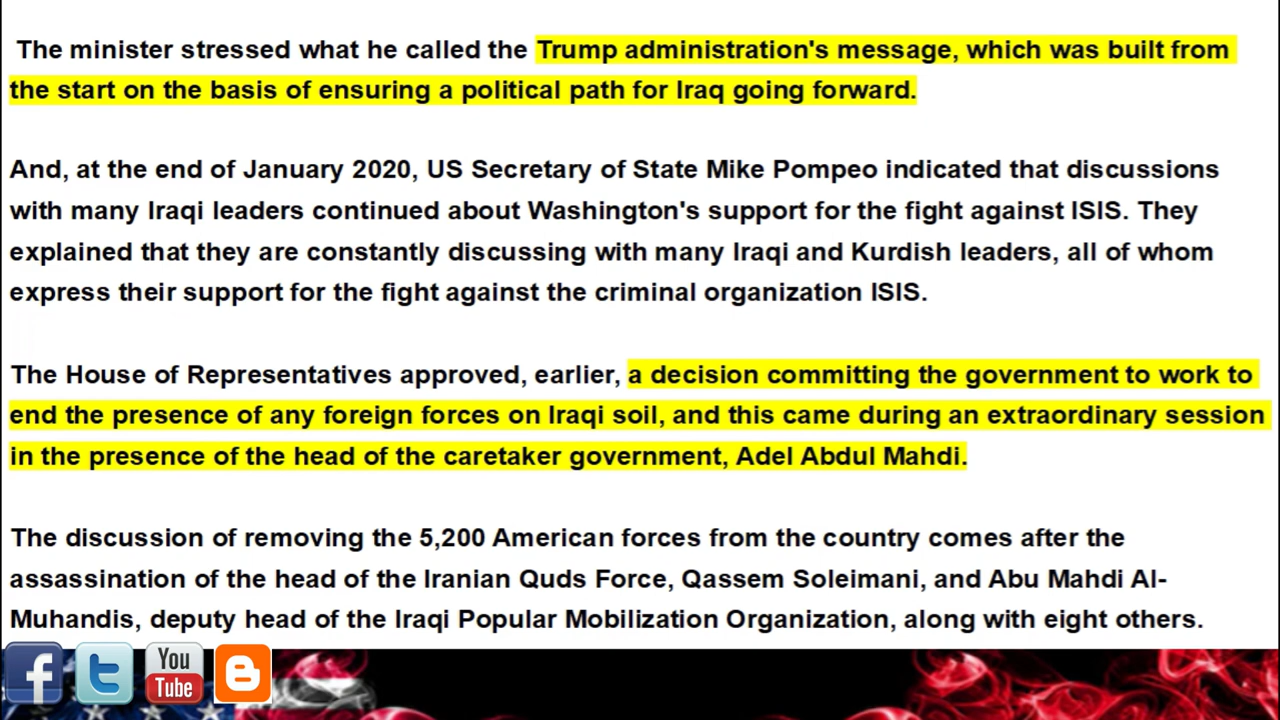 The minister stressed what he called the Trump administration's message, which was built from
the start on the basis of ensuring a political path for Iraq going forward.
And, at the end of January 2020, US Secretary of State Mike Pompeo indicated that discussions
with many Iraqi leaders continued about Washington's support for the fight against ISIS. They
explained that they are constantly discussing with many Iraqi and Kurdish leaders, all of whom
express their support for the fight against the criminal organization ISIS.
The House of Representatives approved, earlier, a decision committing the government to work to
end the presence of any foreign forces on Iraqi soil, and this came during an extraordinary session
in the presence of the head of the caretaker government, Adel Abdul Mahdi.
The discussion of removing the 5,200 American forces from the country comes after the
assassination of the head of the Iranian Quds Force, Qassem Soleimani, and Abu Mahdi Al-
Muhandis, deputy head of the Iraqi Popular Mobilization Organization, along with eight others.
You
Tube